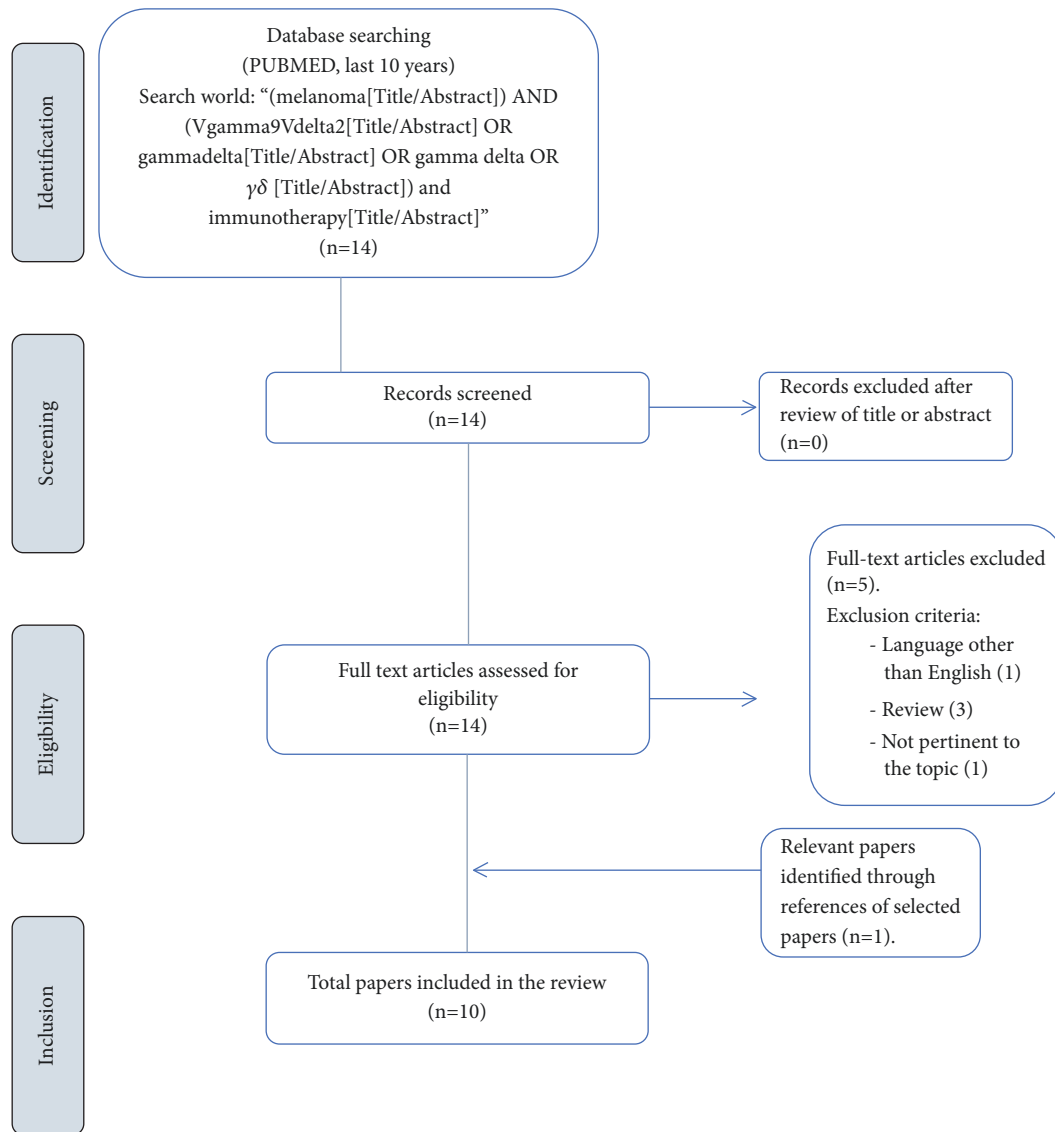 Identification
Database searching
(PUBMED, last 10 years)
Search world: “(melanoma[Title/Abstract]) AND
(Vgamma9Vdelta2[Title/Abstract] OR
gammadelta[Title/Abstract] OR gamma delta OR
γδ [Title/Abstract]) and
immunotherapy[Title/Abstract]”
(n=14)
Screening
Records screened
(n=14)
Records excluded after
review of title or abstract
(n=0)
Eligibility
Full text articles assessed for
eligibility
(n=14)
Full-text articles excluded
(n=5).
Exclusion criteria:
- Language other
than English (1)
- Review (3)
- Not pertinent to
the topic (1)
Relevant papers
identified through
references of selected
papers (n=1).
Inclusion
Total papers included in the review
(n=10)